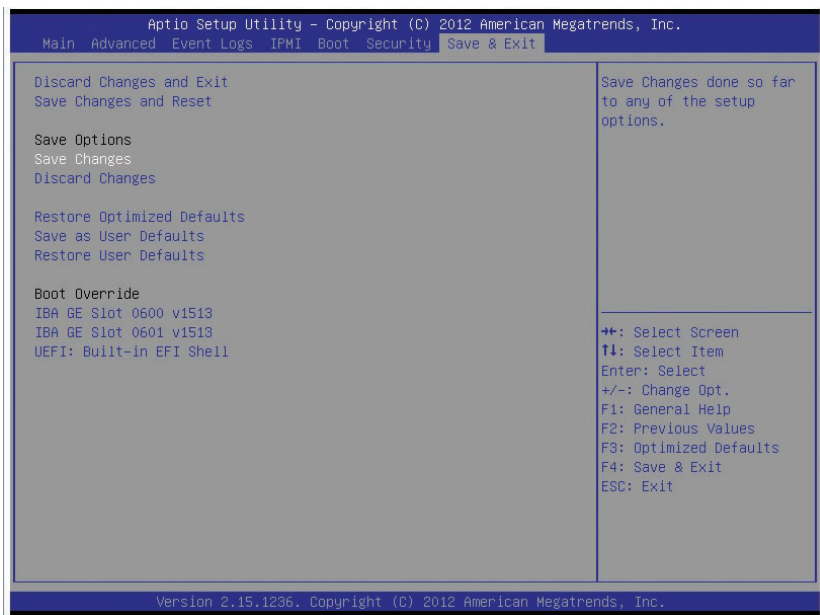 Aptio Setup Utility – Copyright (C) 2012 American Megatrends, Inc.
Main Advanced Event Logs IPMI Boot Security Save & Exit
Discard Changes and Exit
Save Changes and Reset
Save Options
Save Changes
Discard Changes
Restore Optimized Defaults
Save as User Defaults
Restore User Defaults
Boot Override
IBA GE Slot 0600 v1513
IBA GE Slot 0601 v1513
UEFI: Built-in EFI Shell
Save Changes done so far
to any of the setup
options.
→←: Select Screen
↑↓: Select Item
Enter: Select
+/-: Change Opt.
F1: General Help
F2: Previous Values
F3: Optimized Defaults
F4: Save & Exit
ESC: Exit
Version 2.15.1236. Copyright (C) 2012 American Megatrends, Inc.